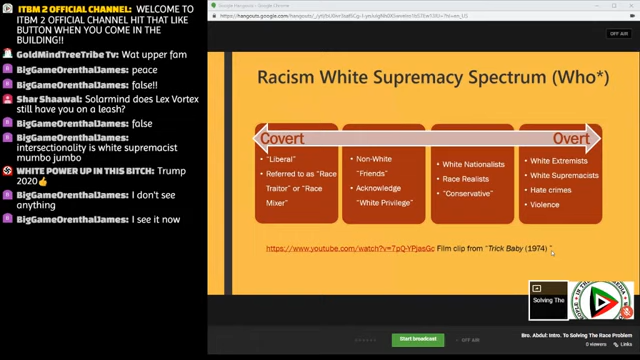 ITBM 2 OFFICIAL CHANNEL: WELCOME TO
ITBM 2 OFFICIAL CHANNEL HIT THAT LIKE
BUTTON WHEN YOU COME IN THE
BUILDING!!
GoldMindTreeTribe Tv: Wat upper fam
BigGameOrenthalJames: peace
BigGameOrenthalJames: false!!
Shar Shaawal: Solarmind does Lex Vortex
still have you on a leash?
BigGameOrenthalJames: false
BigGameOrenthalJames:
intersectionality is white supremacist
mumbo jumbo
WHITE POWER UP IN THIS BITCH: Trump
2020👍
BigGameOrenthalJames: I don't see
anything
BigGameOrenthalJames: I see it now
OFF AIR
Racism White Supremacy Spectrum (Who*)
Covert
Overt
• "Liberal"
• Referred to as "Race
Traitor" or "Race
Mixer"
• Non-White
"Friends"
• Acknowledge
"White Privilege"
• White Nationalists
• Race Realists
• "Conservative"
• White Extremists
• White Supremacists
• Hate crimes
• Violence
Film clip from "Trick Baby (1974) "
Solving The
Bro. Abdul: Intro. To Solving The Race Problem
0 viewers
Links
Start broadcast
OFF AIR